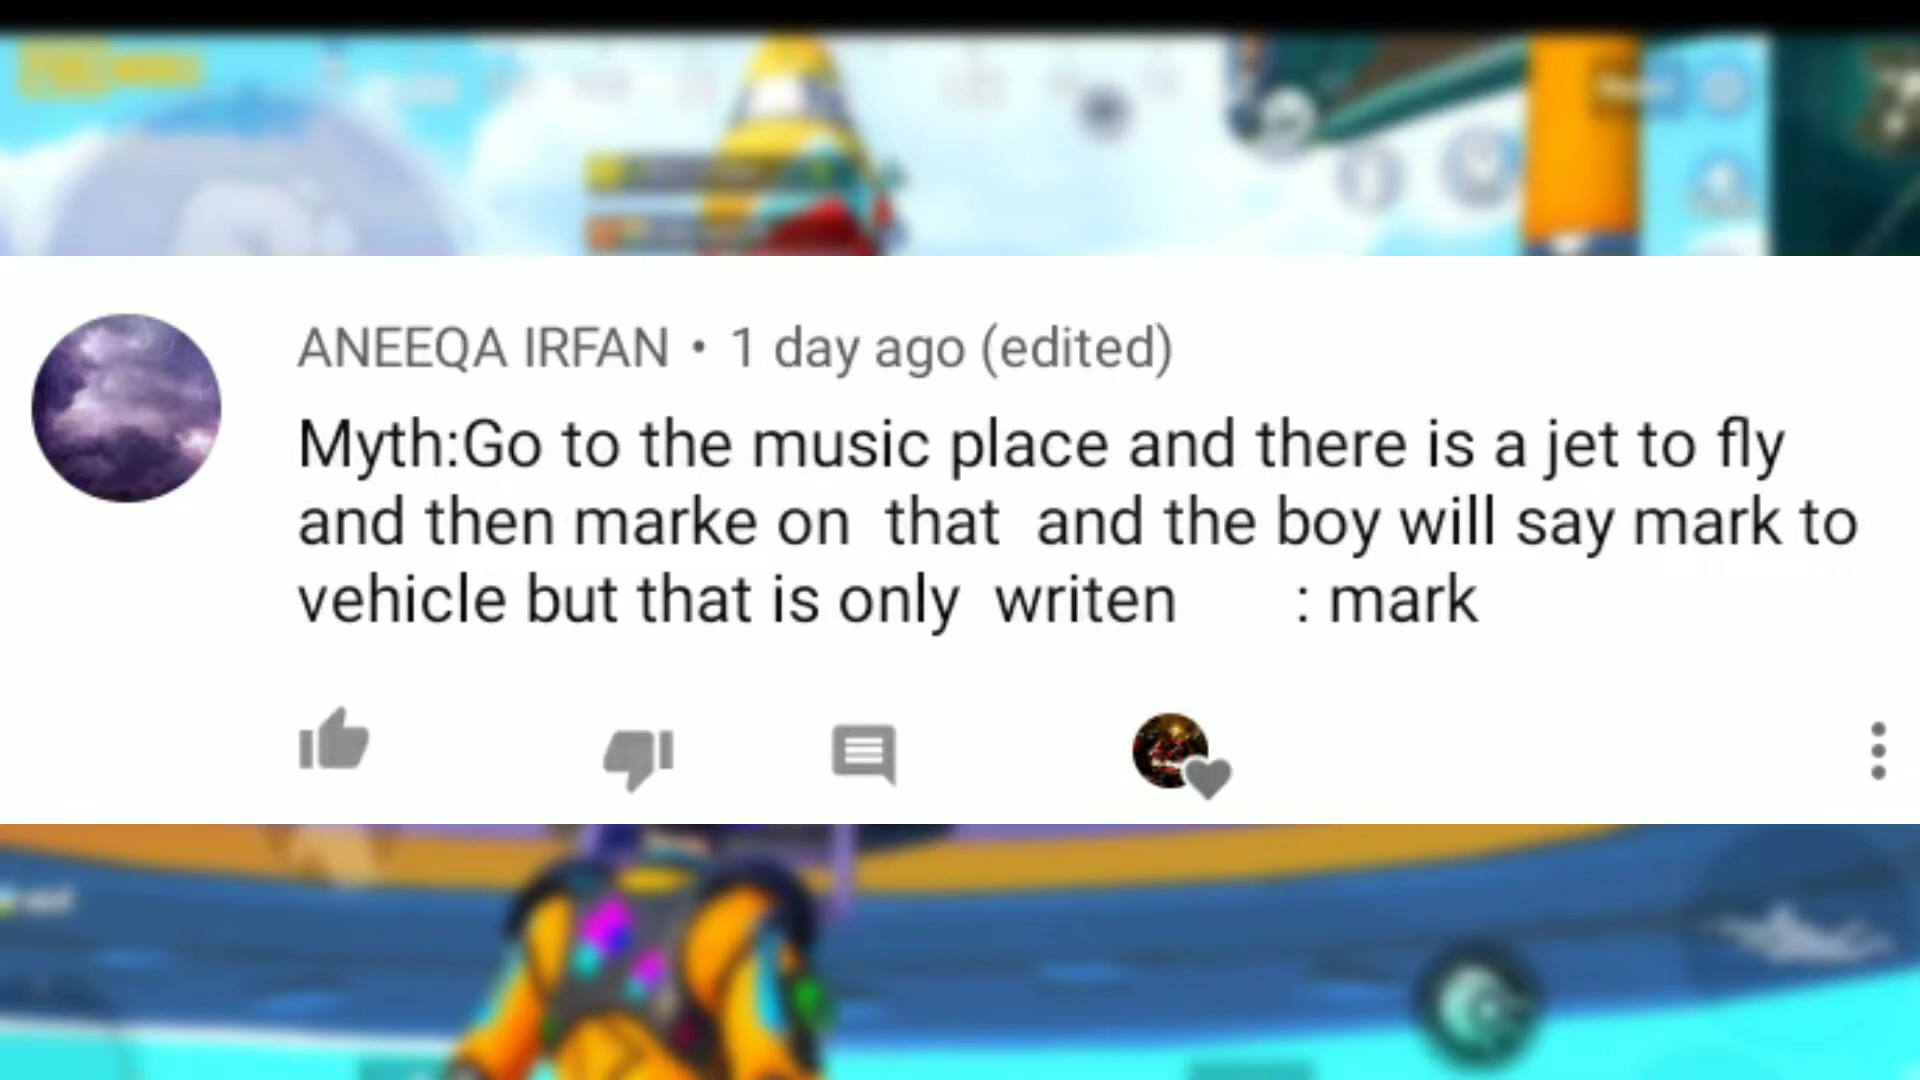 ANEEQA IRFAN • 1 day ago (edited)
Myth:Go to the music place and there is a jet to fly
and then marke on  that  and the boy will say mark to
vehicle but that is only  writen       : mark